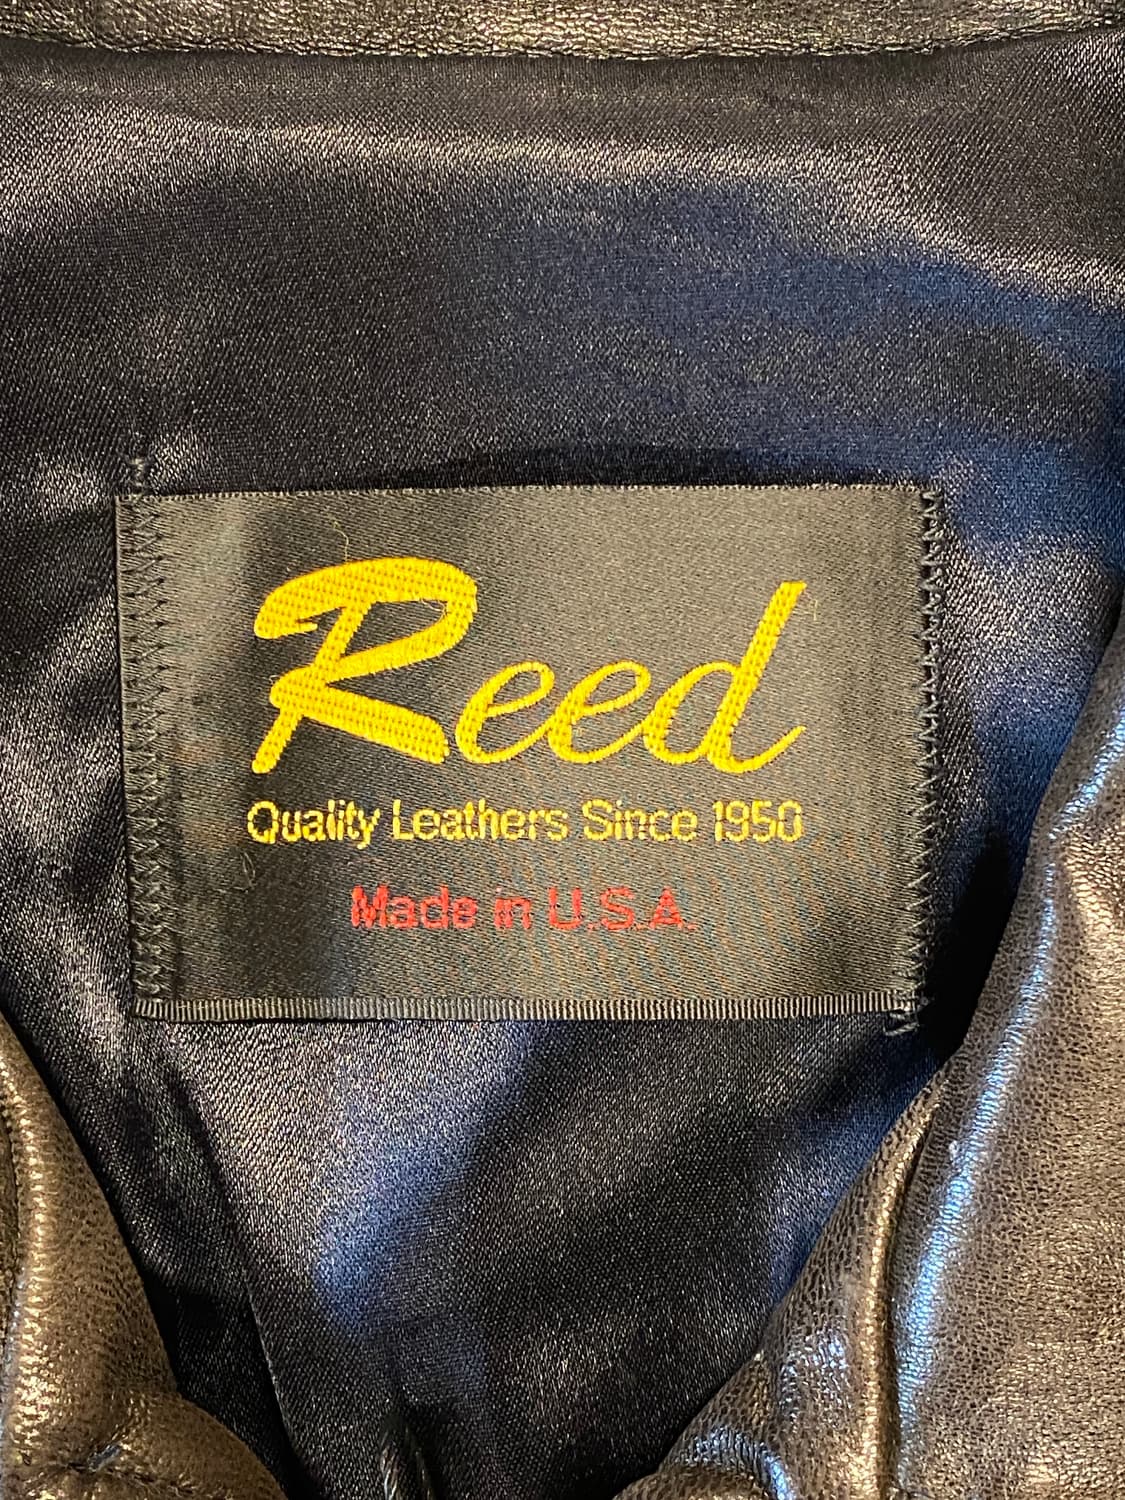 Reed
Quality Leathers Since 1950
Made in U.S.A.